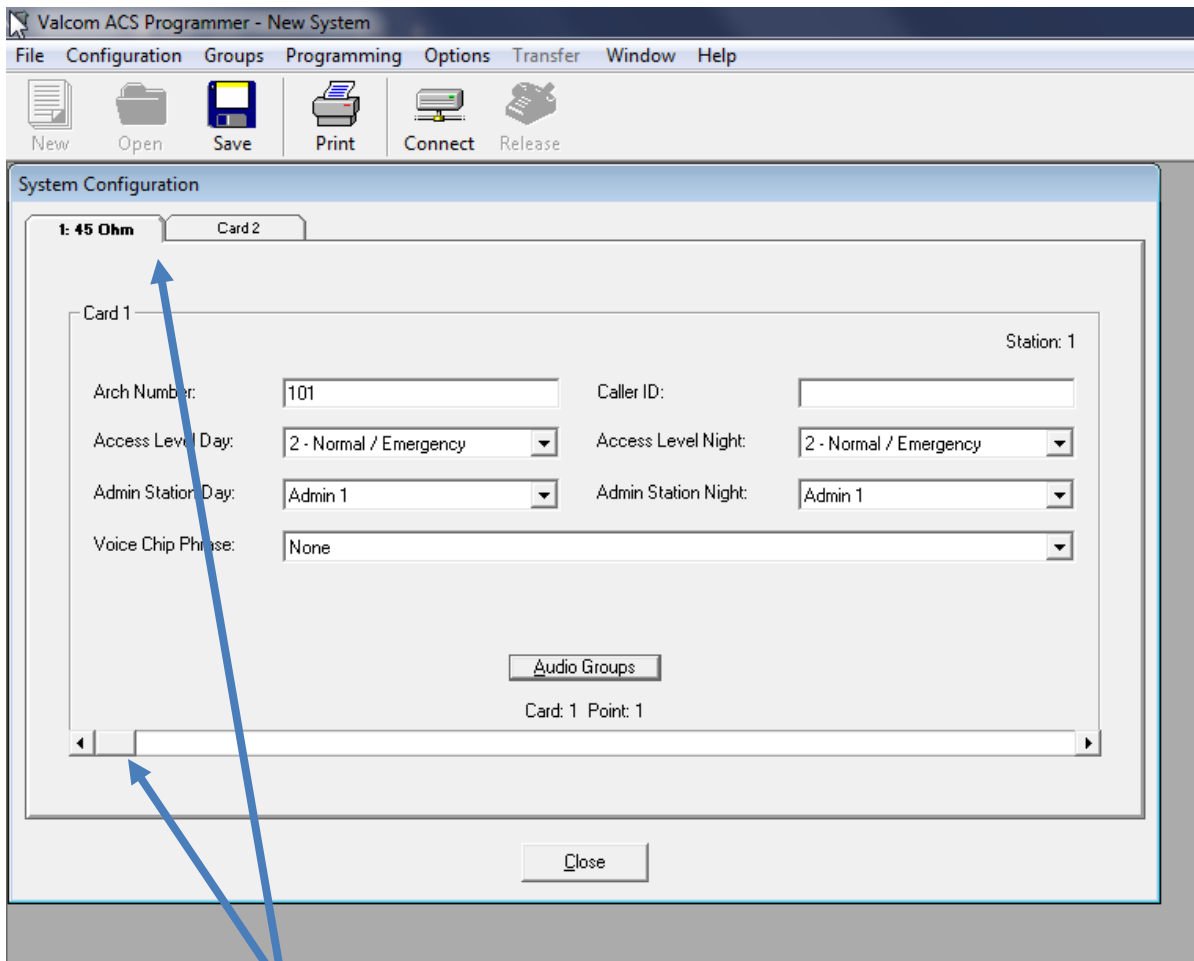 Valcom ACS Programmer - New System
File Configuration Groups Programming Options Transfer Window Help
New Open Save Print Connect Release
System Configuration
1: 45 Ohm Card 2
Card 1
Station: 1
Arch Number: 101 Caller ID:
Access Level Day: 2 - Normal / Emergency Access Level Night: 2 - Normal / Emergency
Admin Station Day: Admin 1 Admin Station Night: Admin 1
Voice Chip Phrase: None
Audio Groups
Card: 1 Point: 1
Close